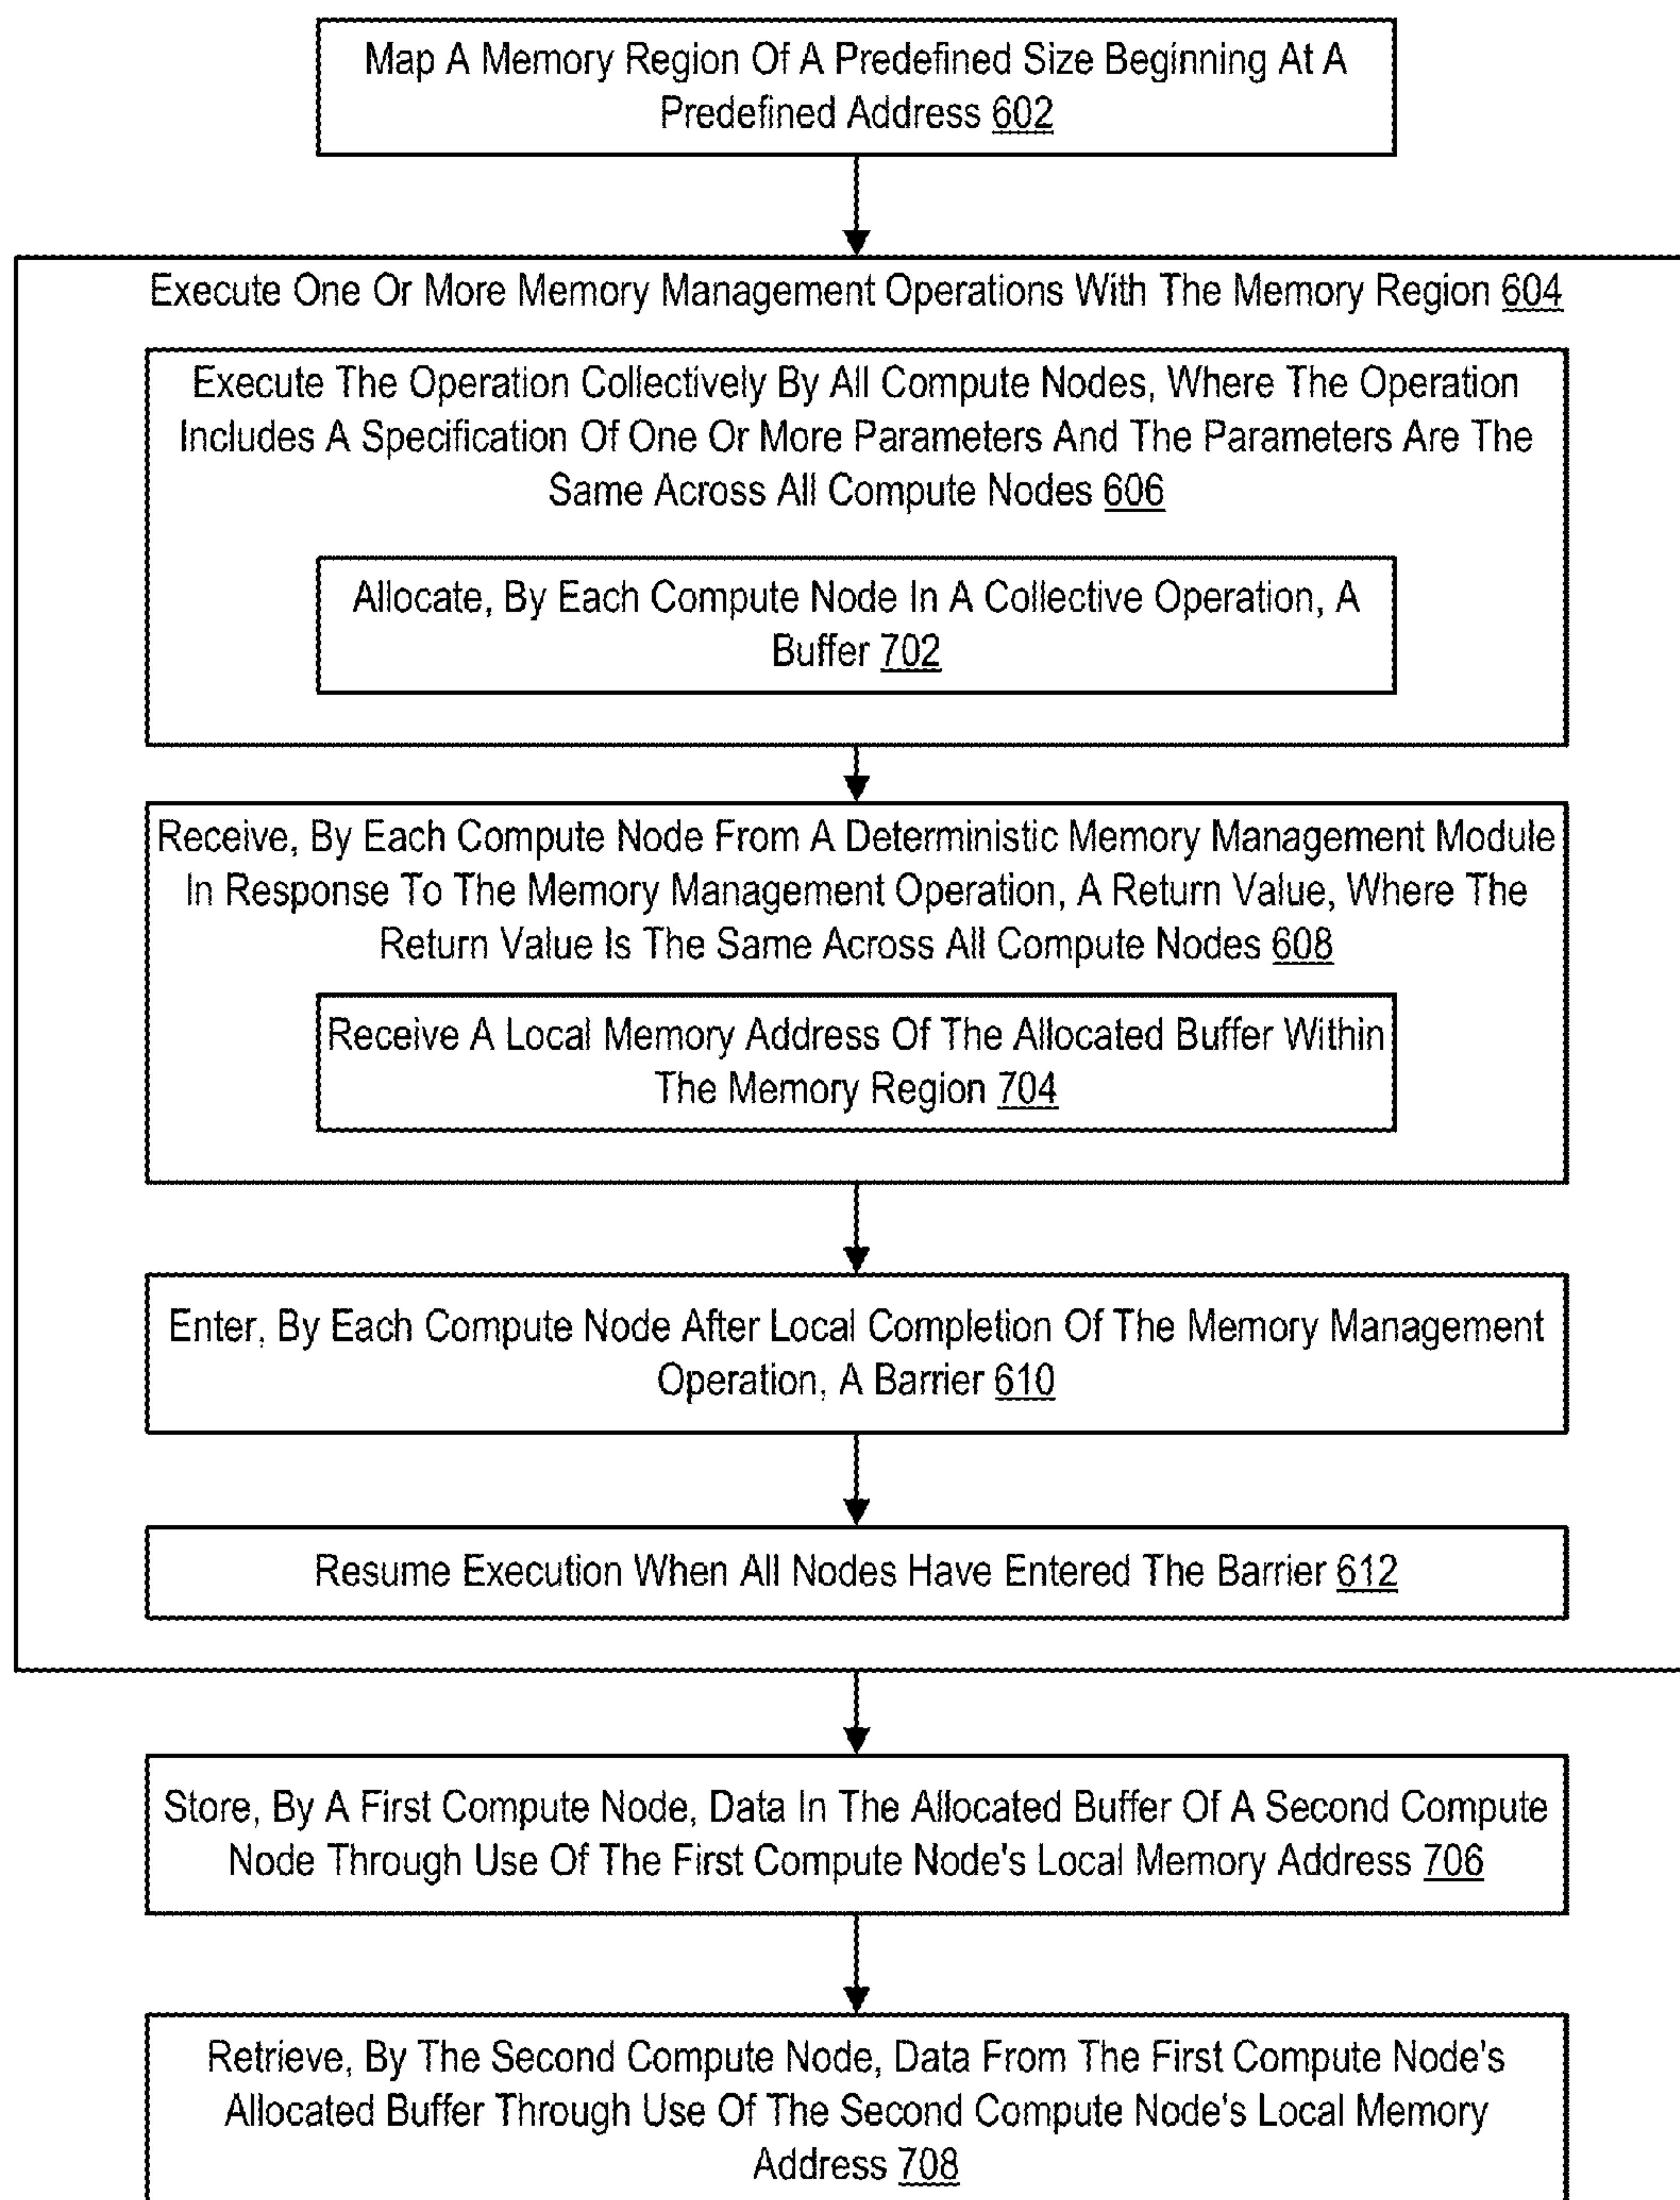 Map A Memory Region Of A Predefined Size Beginning At A
Predefined Address 602
Execute One Or More Memory Management Operations With The Memory Region 604
Execute The Operation Collectively By All Compute Nodes, Where The Operation
Includes A Specification Of One Or More Parameters And The Parameters Are The
Same Across All Compute Nodes 606
Allocate, By Each Compute Node In A Collective Operation, A
Buffer 702
Receive, By Each Compute Node From A Deterministic Memory Management Module
In Response To The Memory Management Operation, A Return Value, Where The
Return Value Is The Same Across All Compute Nodes 608
Receive A Local Memory Address Of The Allocated Buffer Within
The Memory Region 704
Enter, By Each Compute Node After Local Completion Of The Memory Management
Operation, A Barrier 610
Resume Execution When All Nodes Have Entered The Barrier 612
Store, By A First Compute Node, Data In The Allocated Buffer Of A Second Compute
Node Through Use Of The First Compute Node's Local Memory Address 706
Retrieve, By The Second Compute Node, Data From The First Compute Node's
Allocated Buffer Through Use Of The Second Compute Node's Local Memory
Address 708